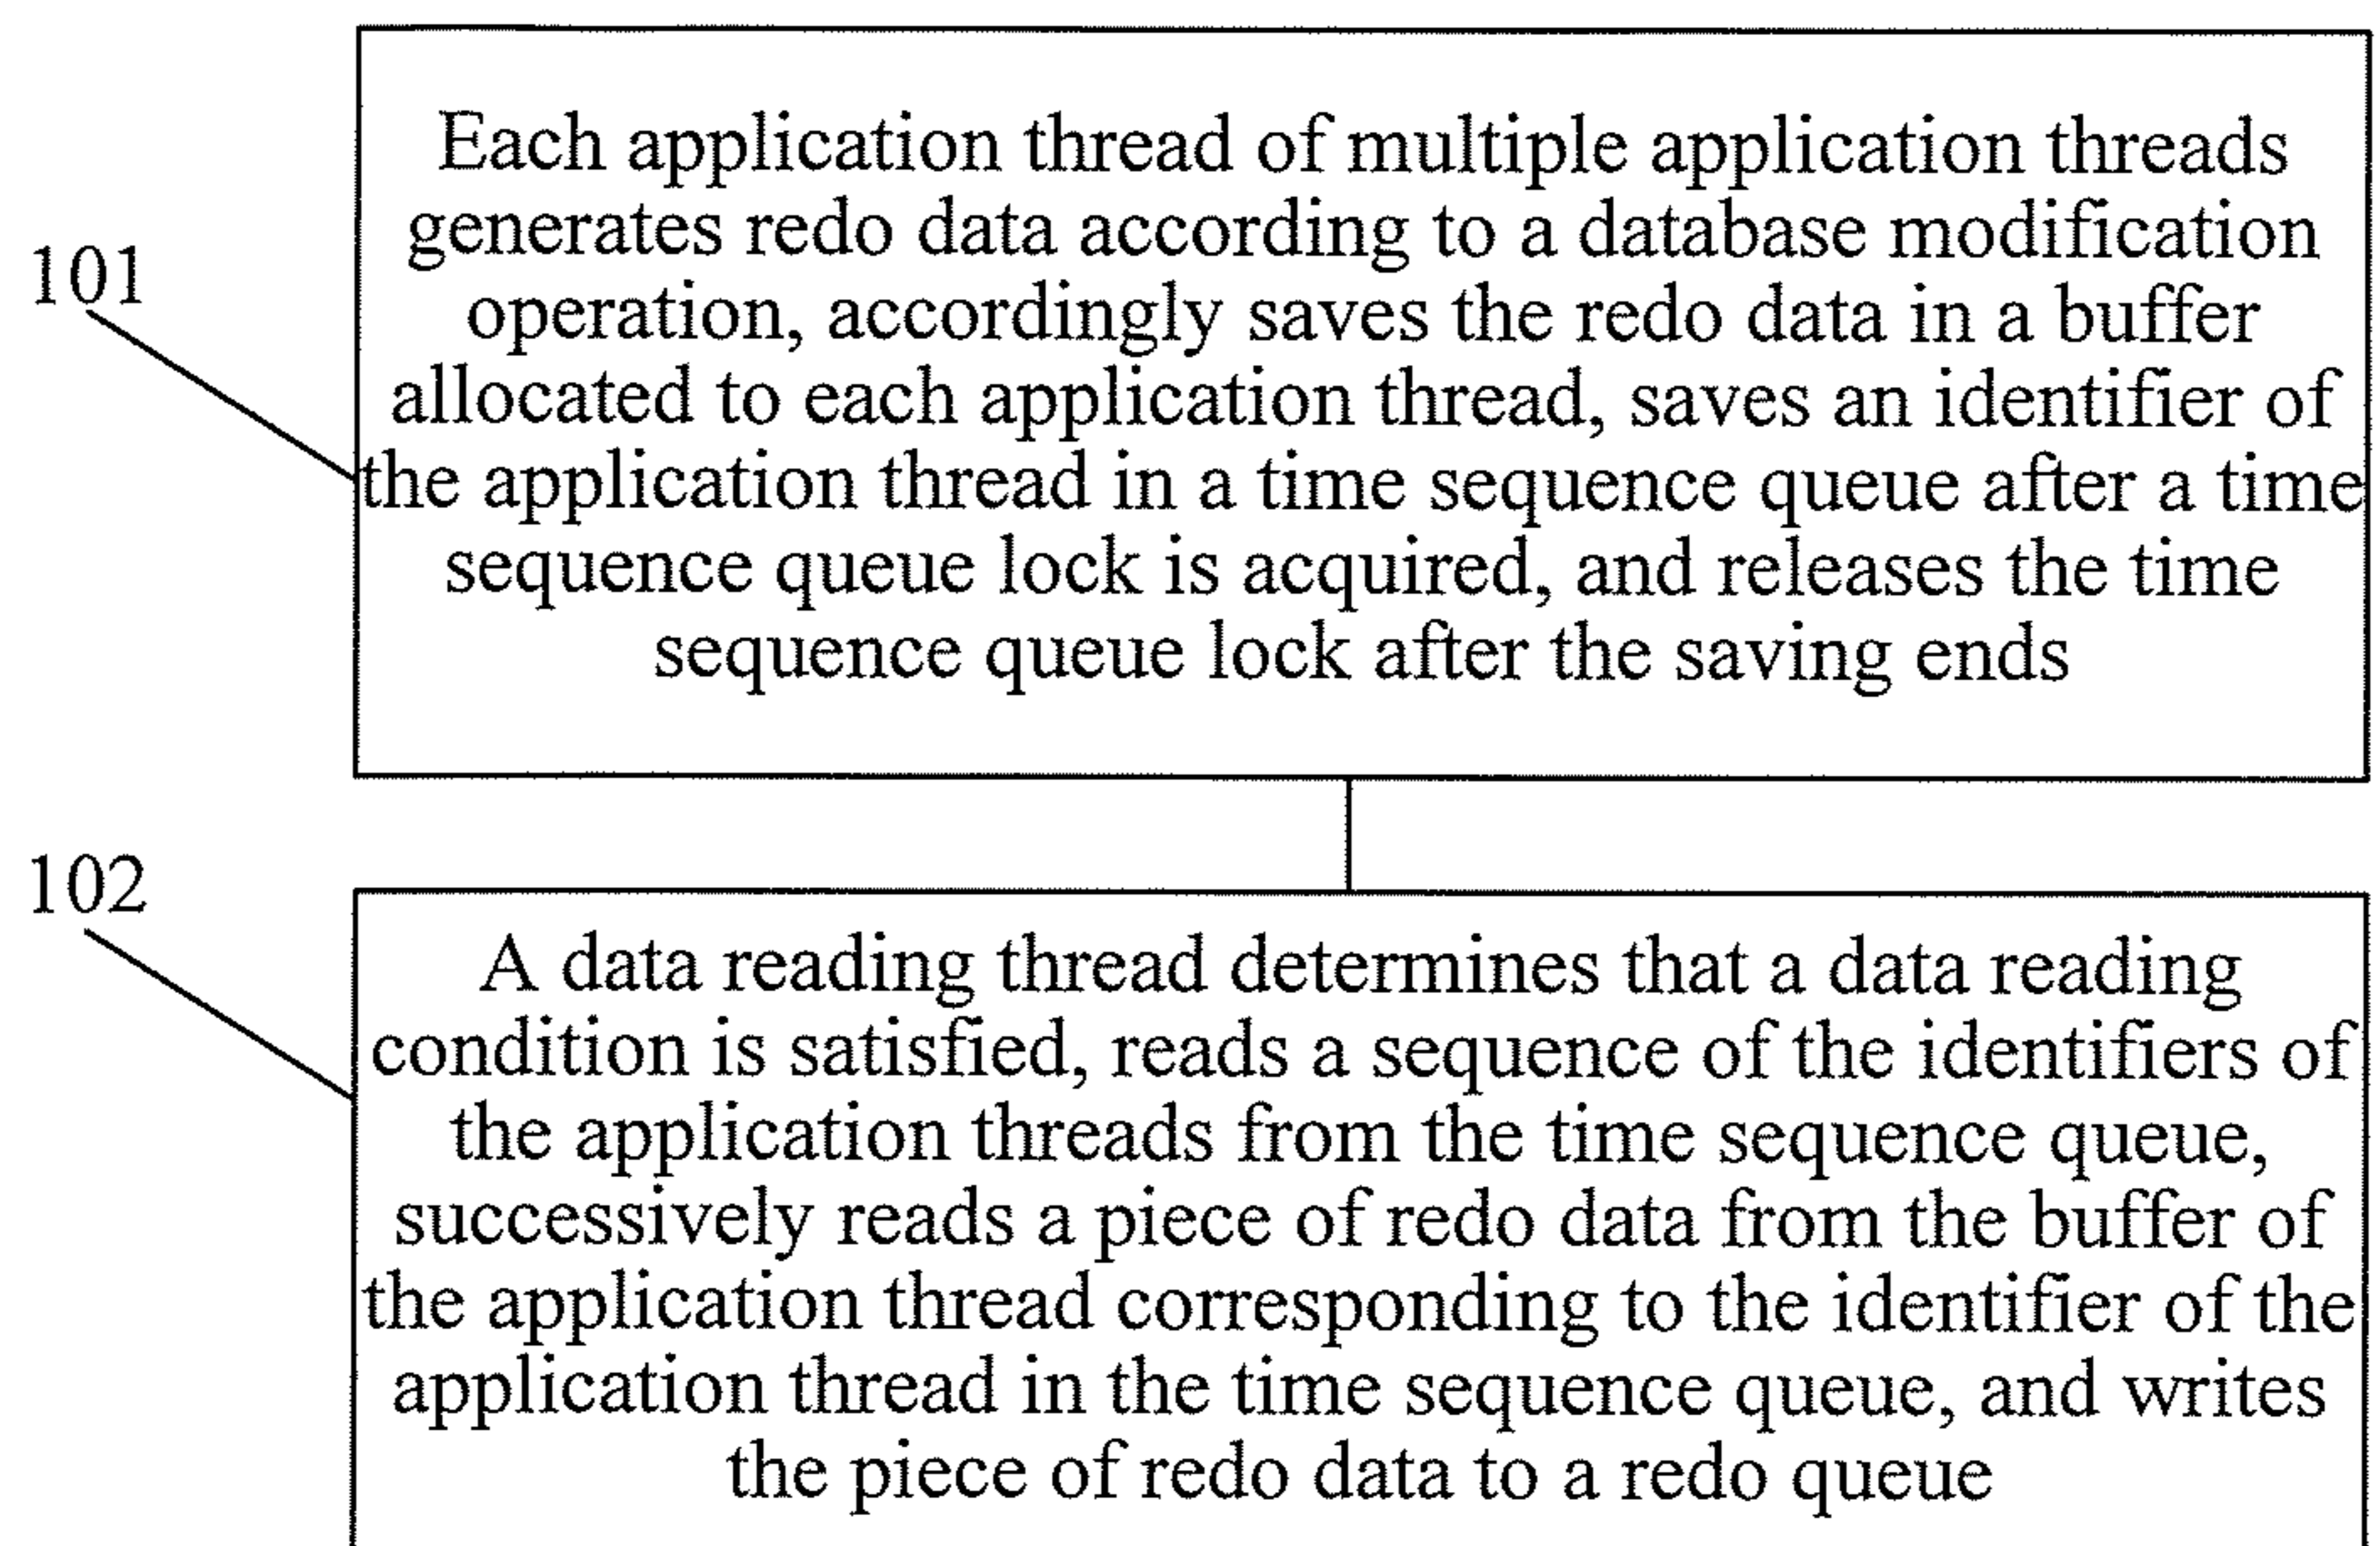 Each application thread of multiple application threads
generates redo data according to a database modification
101
operation, accordingly saves the redo data in a buffer
allocated to each application thread, saves an identifier of
the application thread in a time sequence queue after a time
sequence queue lock is acquired, and releases the time
sequence queue lock after the saving ends
102
A data reading thread determines that a data reading
condition is satisfied, reads a sequence of the identifiers of
the application threads from the time sequence queue,
successively reads a piece of redo data from the buffer of
the application thread corresponding to the identifier of the
application thread in the time sequence queue, and writes
the piece of redo data to a redo queue